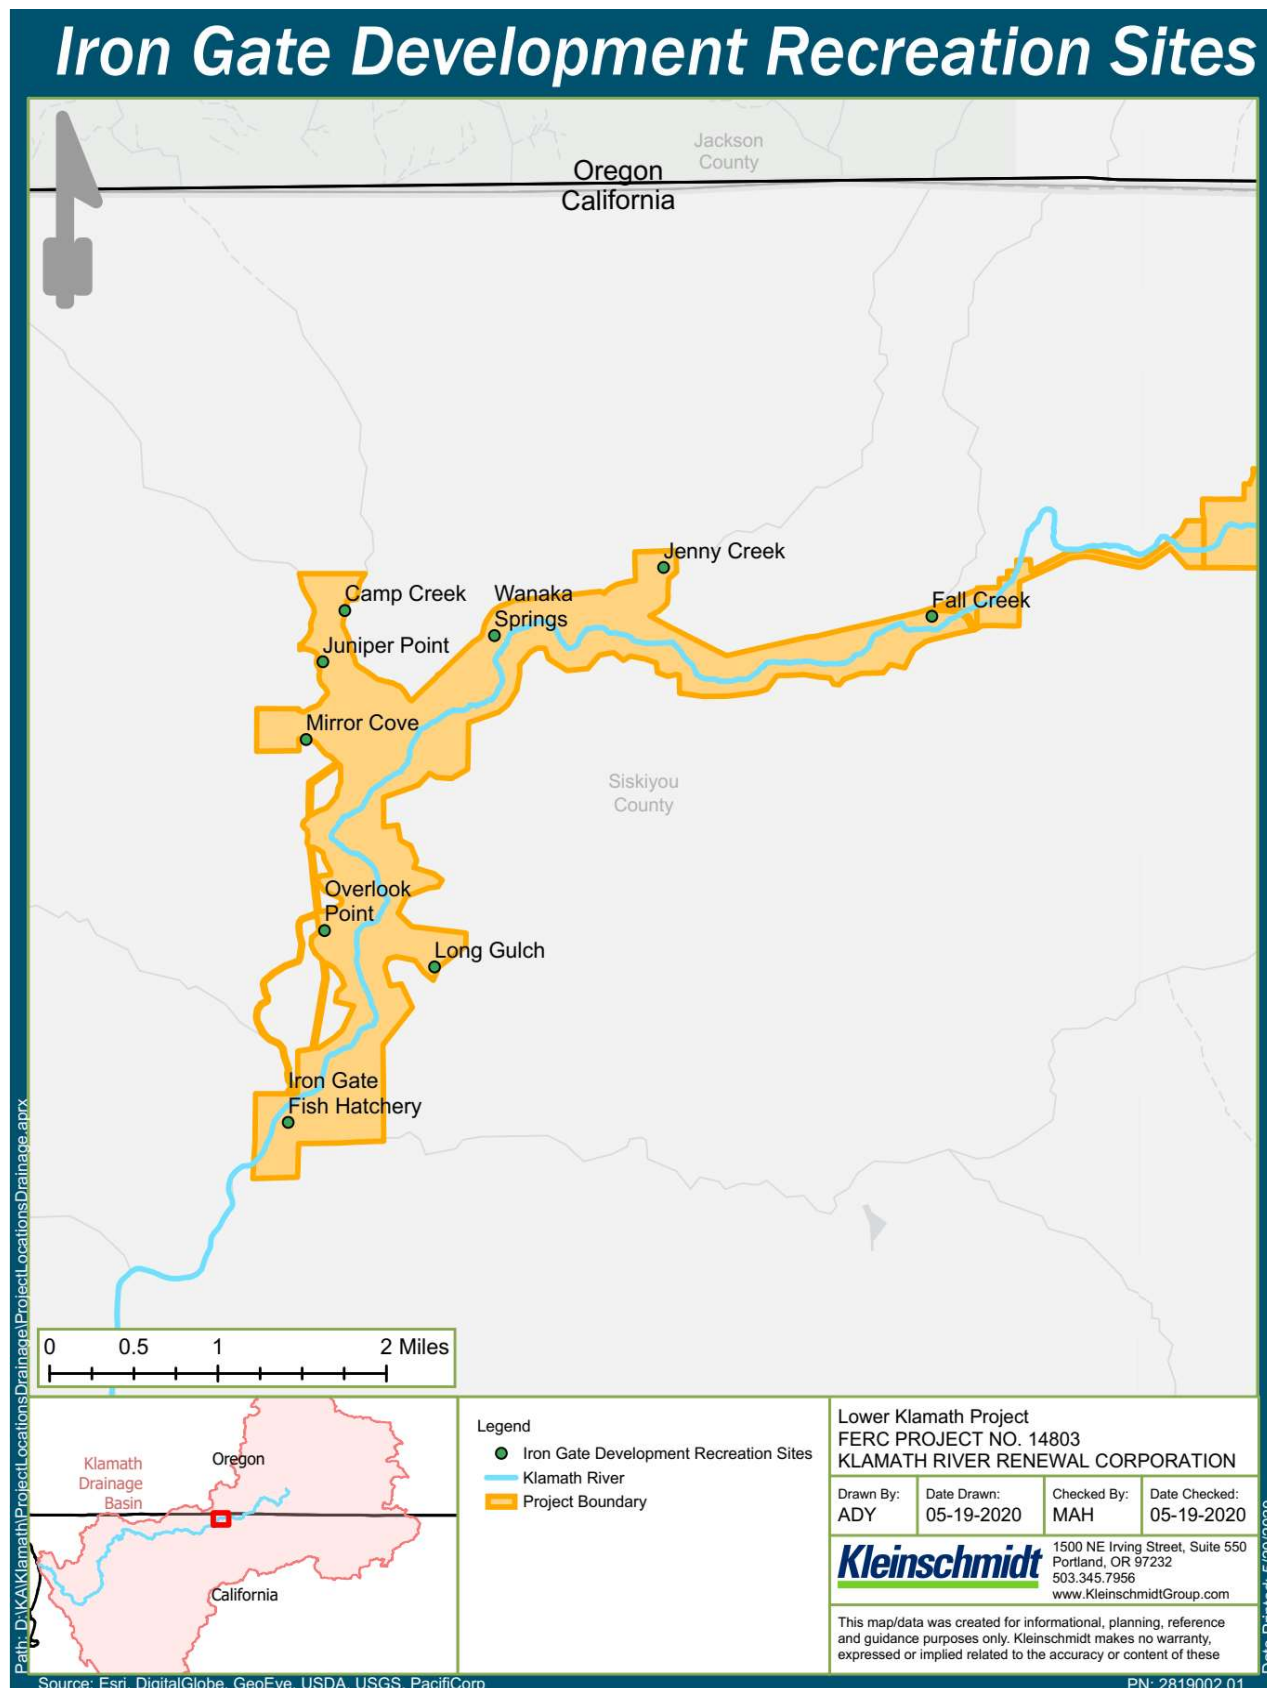 Iron Gate Development Recreation Sites
Jackson
County
Oregon
California
Jenny Creek
Camp Creek
Wanaka
Springs
Fall Creek
Juniper Point
Mirror Cove
Siskiyou
County
Overlook
Point
Long Gulch
Iron Gate
Fish Hatchery
0 0.5 1 2 Miles
Path: D:\KA\Klamath\ProjectLocationsDrainage\ProjectLocationsDrainage.aprx
Klamath
Drainage
Basin
Oregon
California
Legend
Iron Gate Development Recreation Sites
Klamath River
Project Boundary
Lower Klamath Project
FERC PROJECT NO. 14803
KLAMATH RIVER RENEWAL CORPORATION
Drawn By: Date Drawn: Checked By: Date Checked:
ADY 05-19-2020 MAH 05-19-2020
Kleinschmidt
1500 NE Irving Street, Suite 550
Portland, OR 97232
503.345.7956
www.KleinschmidtGroup.com
This map/data was created for informational, planning, reference
and guidance purposes only. Kleinschmidt makes no warranty,
expressed or implied related to the accuracy or content of these
Source: Esri, DigitalGlobe, GeoEye, USDA, USGS, PacifiCorp
PN: 2819002.01